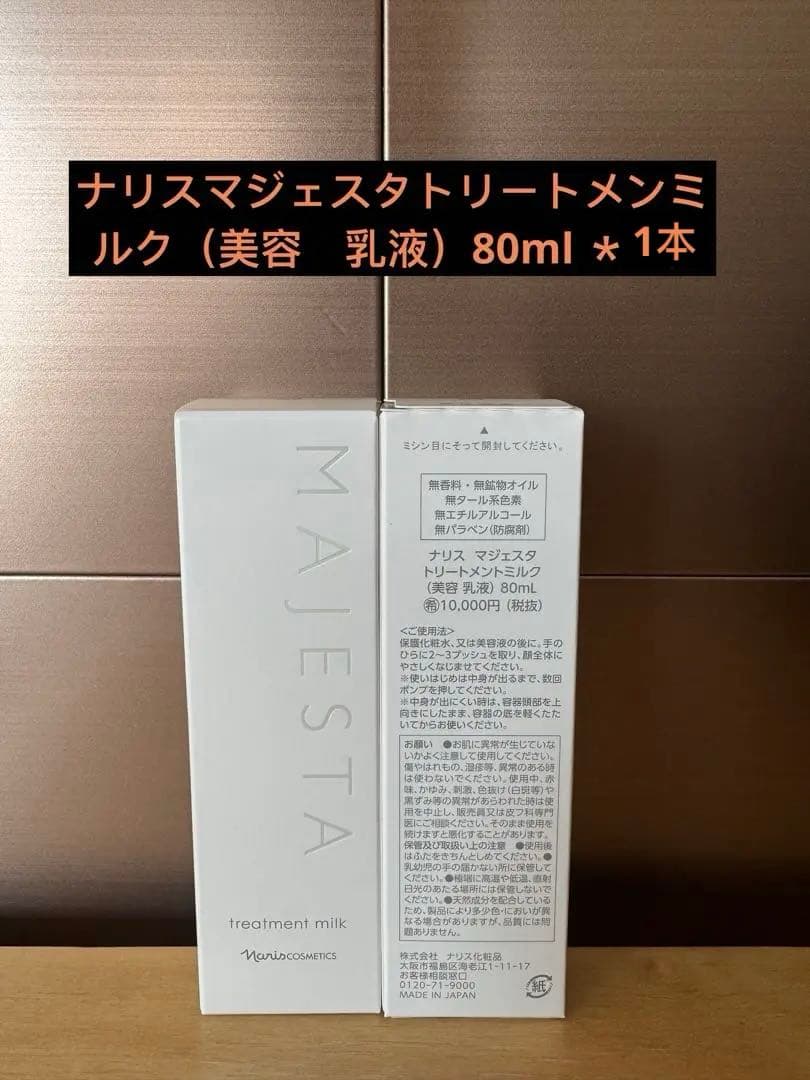 ナリスマジェスタトリートメンミ
ルク（美容　乳液）80ml ＊1本
MAJESTA
treatment milk
Naris COSMETICS
▲
ミシン目にそって開封してください。
無香料・無鉱物オイル
無タール系色素
無エチルアルコール
無パラベン（防腐剤）
ナリス マジェスタ
トリートメントミルク
（美容 乳液）80mL
㊒10,000円（税抜）
<ご使用法>
保護化粧水、又は美容液の後に。手の
ひらに2〜3プッシュを取り、顔全体に
やさしくなじませてください。
※使いはじめは中身が出るまで、数回
ポンプを押してください。
※中身が出にくい時は、容器頭部を上
向きにしたまま、容器の底を軽くたた
いてからお使いください。
お願い ●お肌に異常が生じていな
いかよく注意して使用してください。
傷やはれもの、湿疹等、異常のある時
は使わないでください。使用中、赤
味、かゆみ、刺激、色抜け（白斑等）や
黒ずみ等の異常があらわれた時は使
用を中止し、販売員又は皮フ科専門
医にご相談ください。そのまま使用を
続けますと悪化することがあります。
保管及び取扱い上の注意 ●使用後
はふたをきちんとしめてください。●
乳幼児の手の届かない所に保管して
ください。●極端に高温や低温、直射
日光のあたる場所には保管しないで
ください。●天然成分を配合している
ため、製品により多少色・においが異
なる場合がありますが、品質には問
題ありません。
株式会社 ナリス化粧品
大阪市福島区海老江1-11-17
お客様相談窓口
0120-71-9000
MADE IN JAPAN
紙